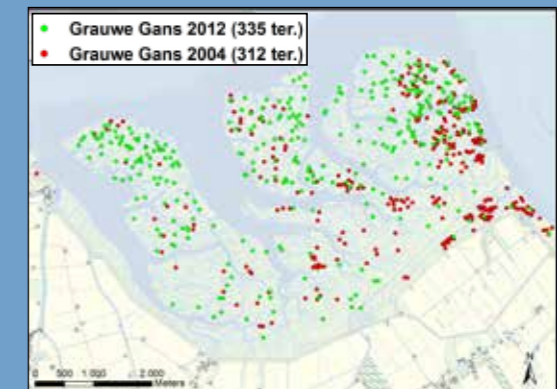 Grauwe Gans 2012 (335 ter.)
Grauwe Gans 2004 (312 ter.)
0 500 1.000 2.000
Meters
N